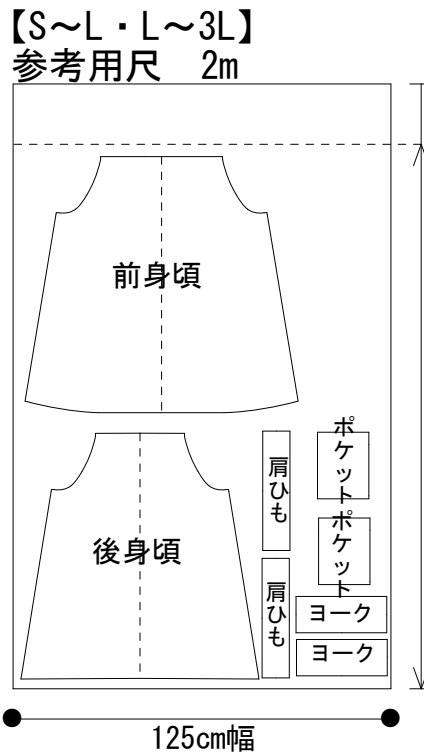 【S～L・L～3L】
参考用尺　2m
前身頃
後身頃
肩ひも
肩ひも
ポケット
ポケット
ヨーク
ヨーク
125cm幅